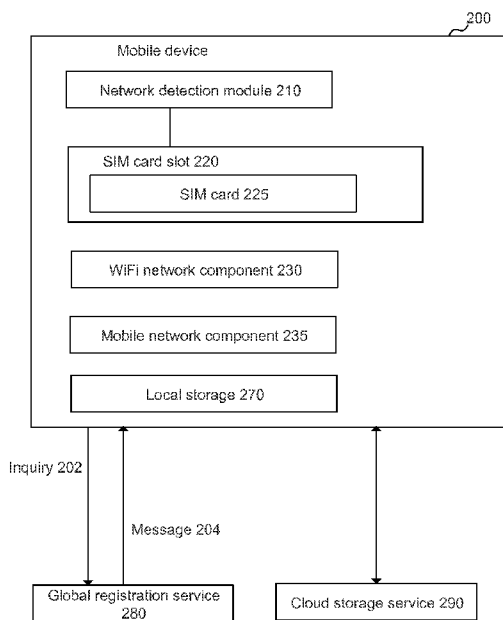 200
Mobile device
Network detection module 210
SIM card slot 220
SIM card 225
WiFi network component 230
Mobile network component 235
Local storage 270
Inquiry 202
Message 204
Global registration service
280
Cloud storage service 290